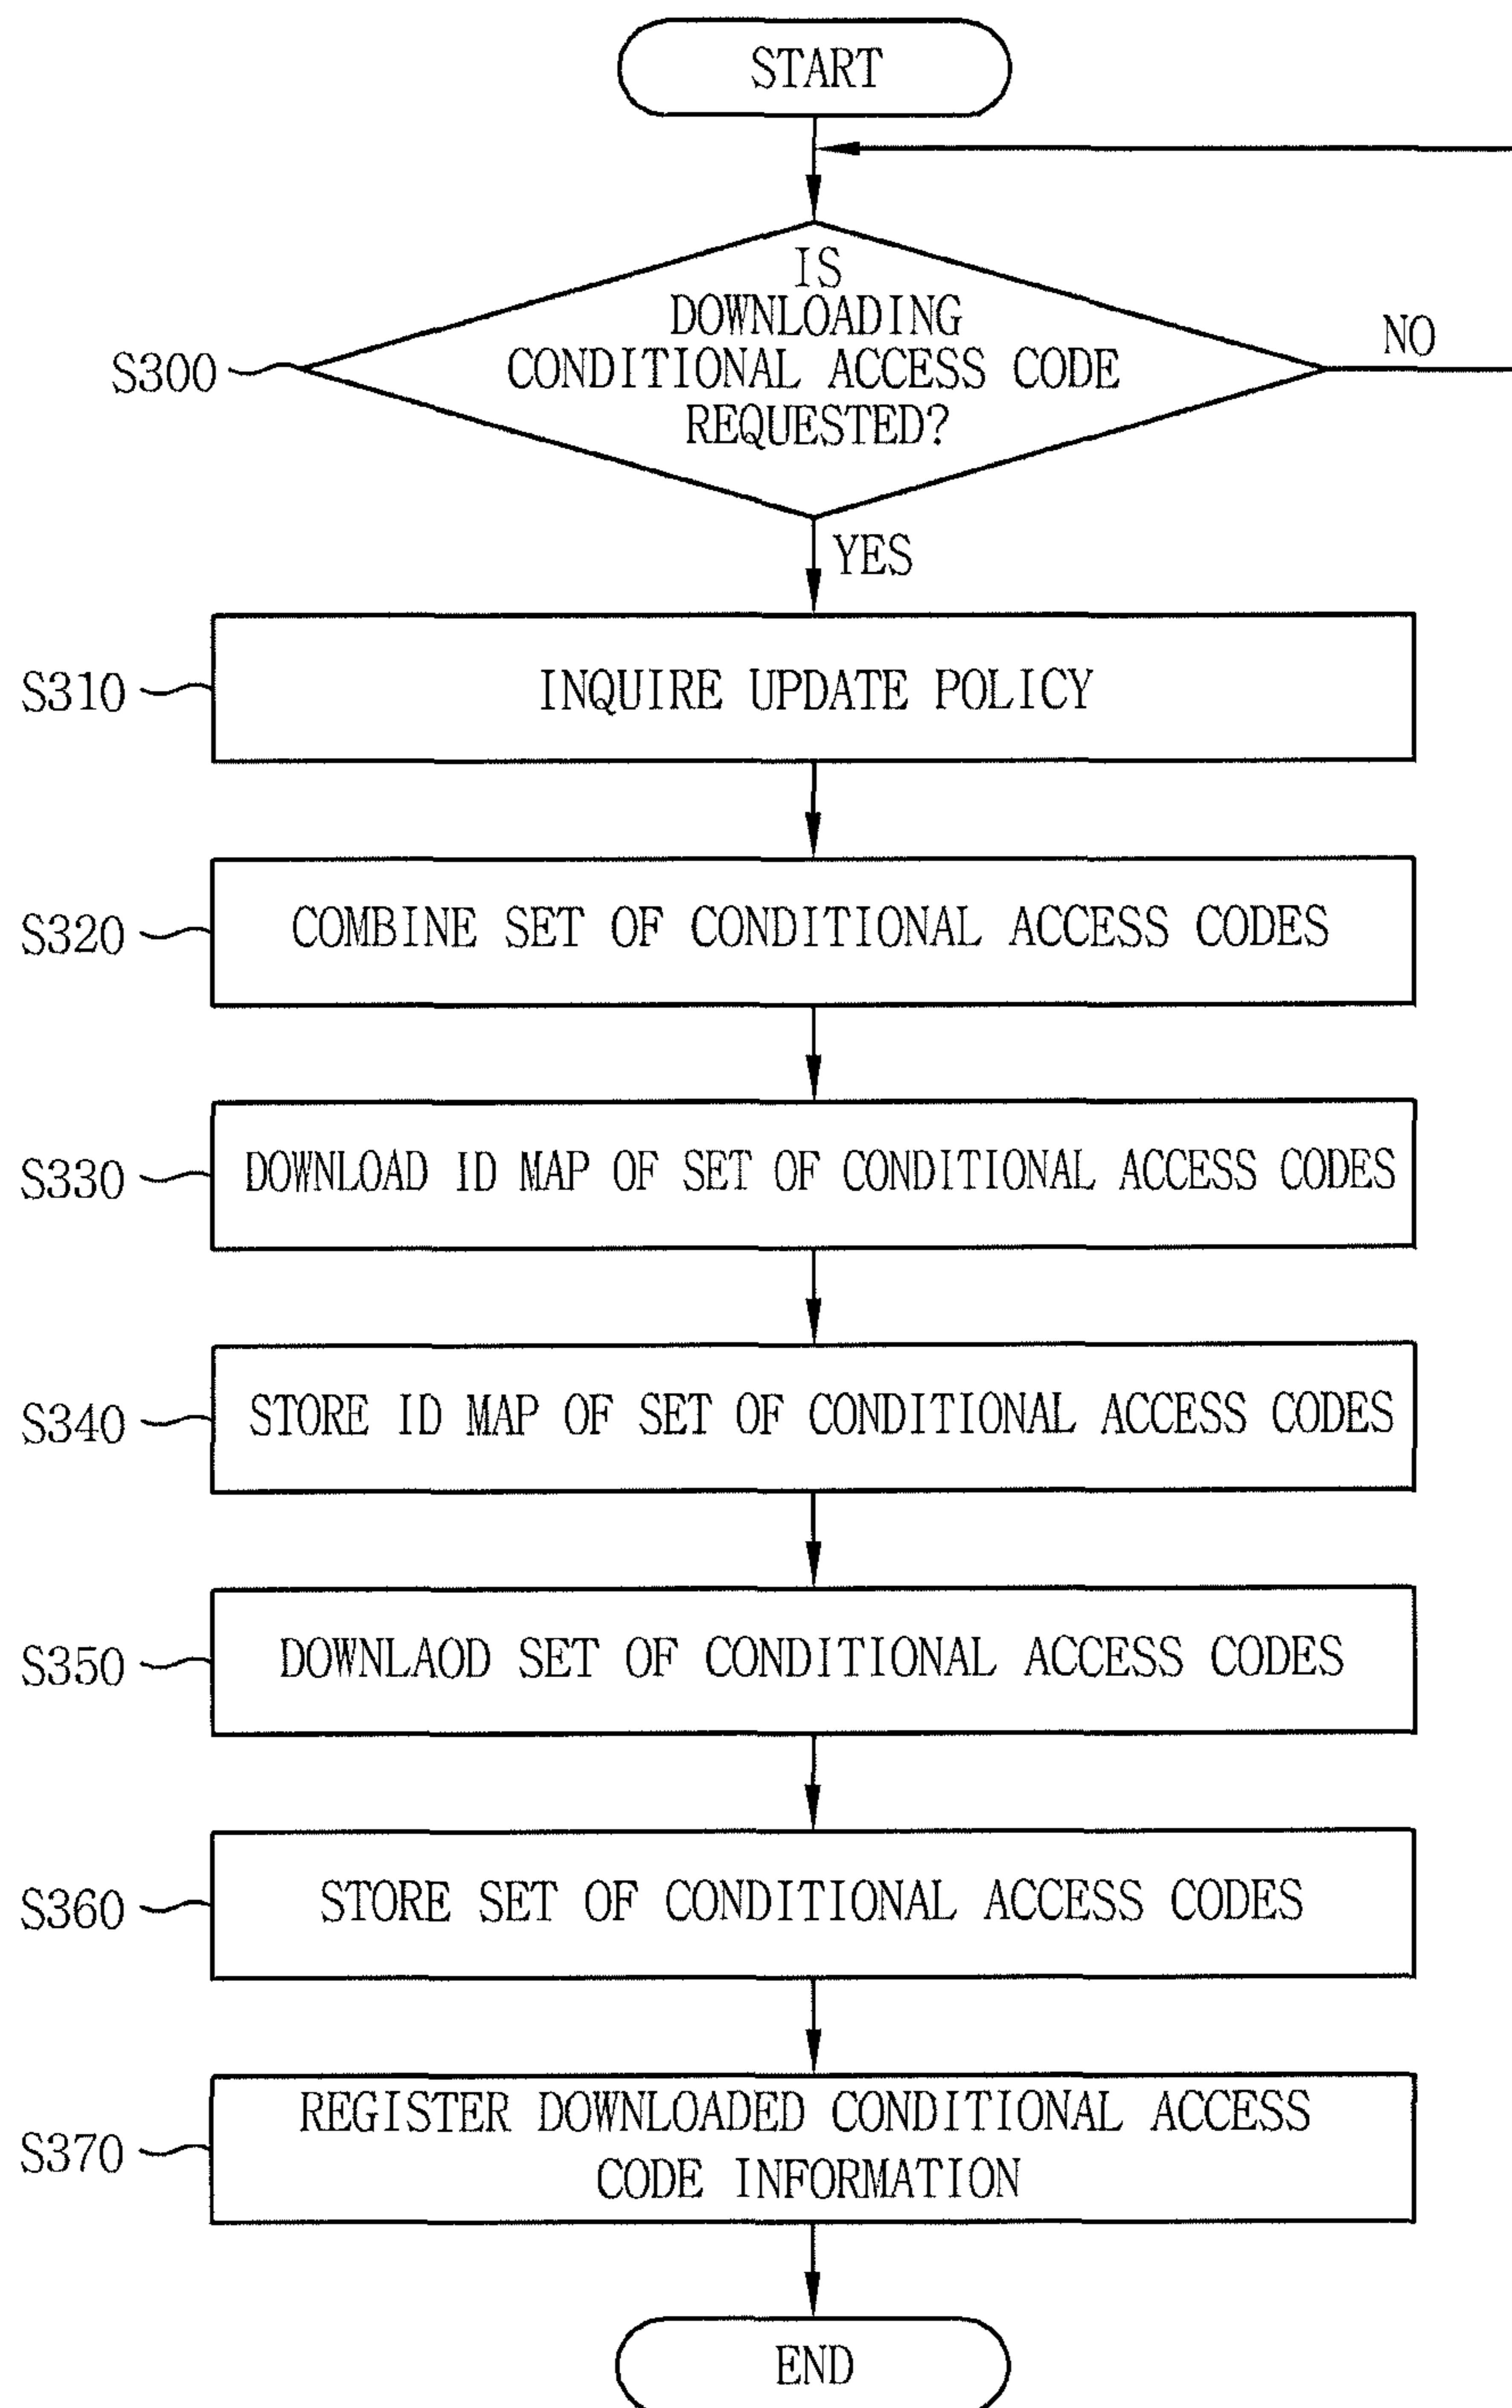 START
IS
DOWNLOADING
CONDITIONAL ACCESS CODE
REQUESTED?
S300
NO
YES
S310
INQUIRE UPDATE POLICY
S320
COMBINE SET OF CONDITIONAL ACCESS CODES
S330
DOWNLOAD ID MAP OF SET OF CONDITIONAL ACCESS CODES
S340
STORE ID MAP OF SET OF CONDITIONAL ACCESS CODES
S350
DOWNLAOD SET OF CONDITIONAL ACCESS CODES
S360
STORE SET OF CONDITIONAL ACCESS CODES
S370
REGISTER DOWNLOADED CONDITIONAL ACCESS
CODE INFORMATION
END